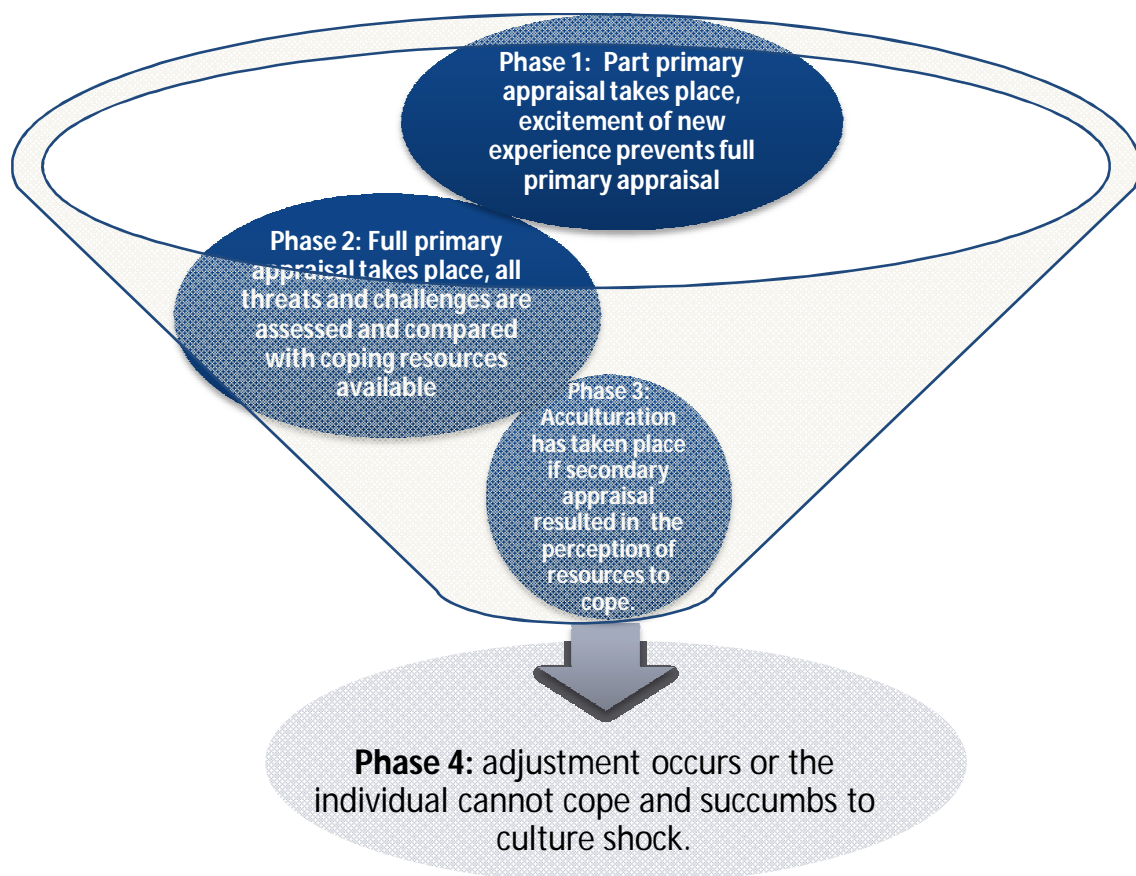 Phase 1: Part primary
appraisal takes place,
excitement of new
experience prevents full
primary appraisal
Phase 2: Full primary
appraisal takes place, all
threats and challenges are
assessed and compared
with coping resources
available
Phase 3:
Acculturation
has taken place
if secondary
appraisal
resulted in the
perception of
resources to
cope.
Phase 4: adjustment occurs or the
individual cannot cope and succumbs to
culture shock.